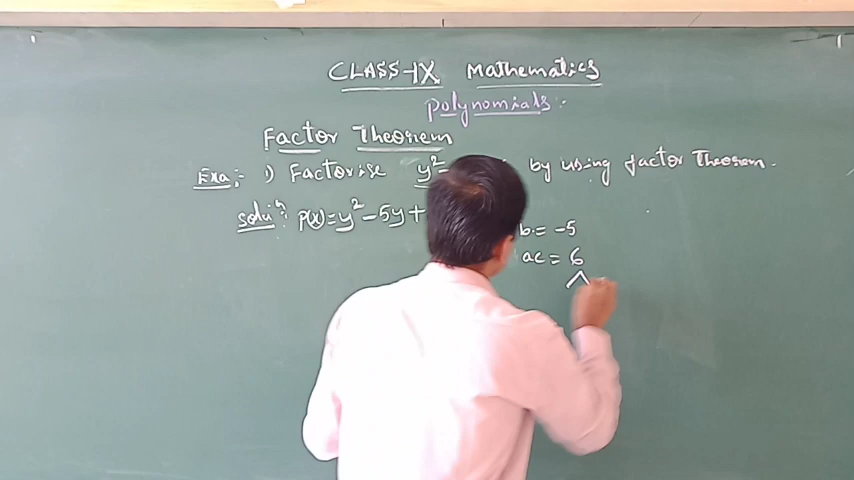 CLASS-IX Mathematics
Polynomials:-
Factor Theorem
Exa:- 1) Factorise y² by using factor Theorem.
Soluⁿ: p(x)=y²-5y+
b = -5
ac = 6